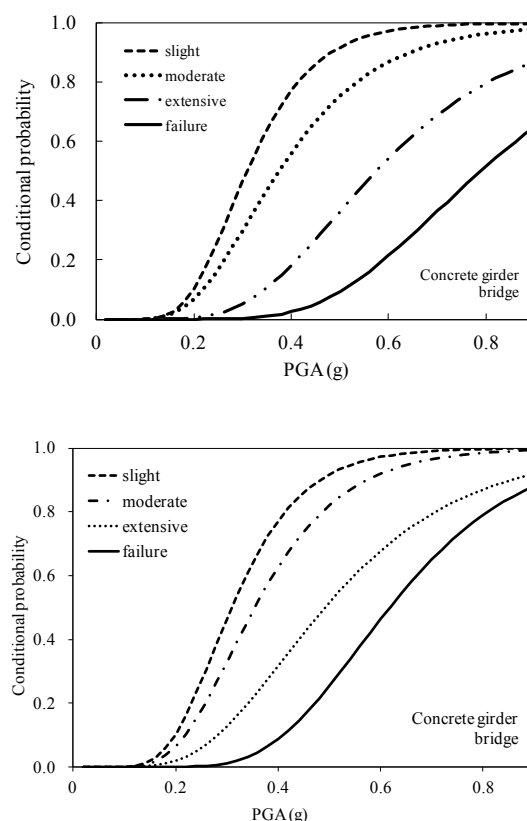 1.0
0.8
0.6
0.4
0.2
0.0
Conditional probability
slight
moderate
extensive
failure
Concrete girder
bridge
0 0.2 0.4 0.6 0.8
PGA (g)
1.0
0.8
0.6
0.4
0.2
0.0
Conditional probability
slight
moderate
extensive
failure
Concrete girder
bridge
0 0.2 0.4 0.6 0.8
PGA (g)